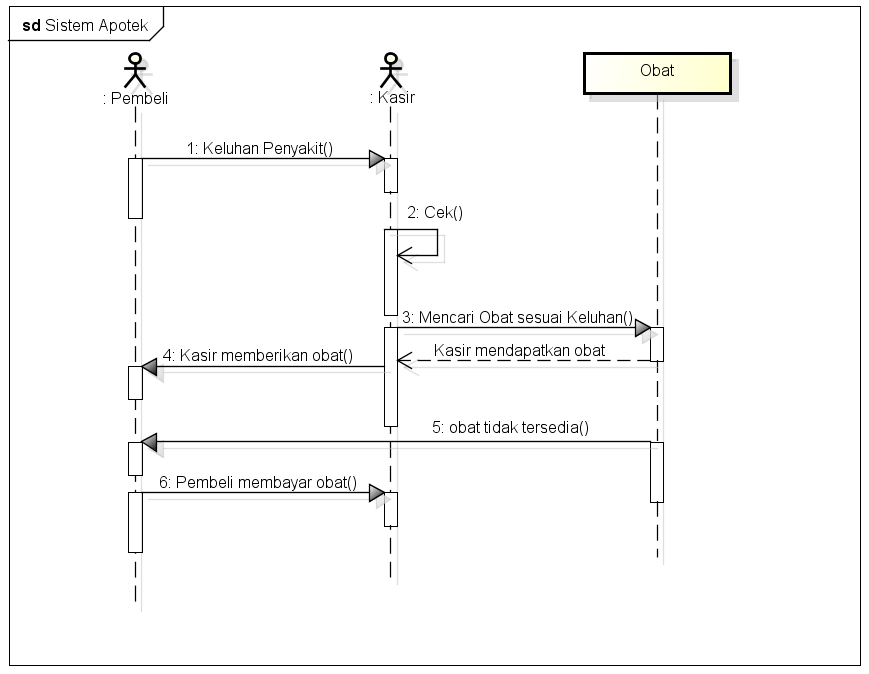 sd Sistem Apotek
: Pembeli
: Kasir
Obat
1: Keluhan Penyakit()
2: Cek()
3: Mencari Obat sesuai Keluhan()
Kasir mendapatkan obat
4: Kasir memberikan obat()
5: obat tidak tersedia()
6: Pembeli membayar obat()